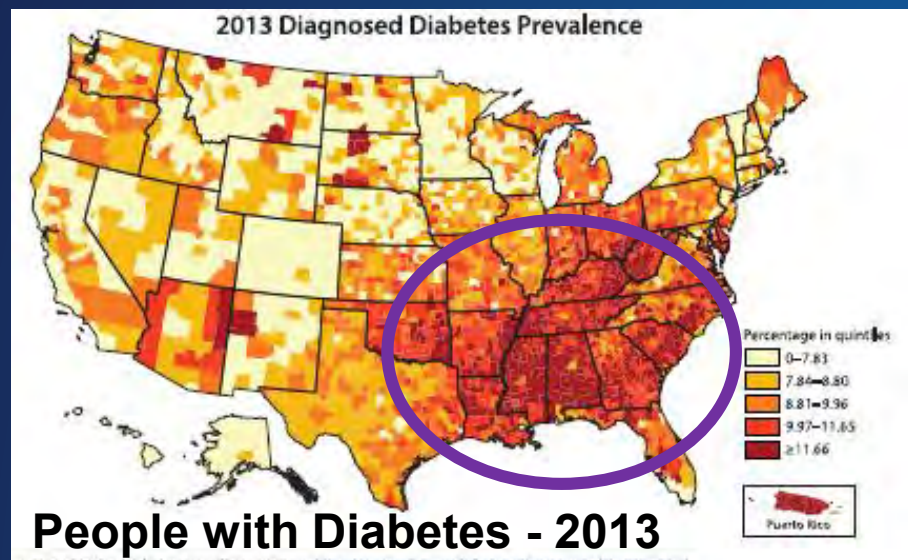 2013 Diagnosed Diabetes Prevalence
Percentage in quintiles
0–7.83
7.84–8.80
8.81–9.96
9.97–11.65
≥11.66
Puerto Rico
People with Diabetes - 2013